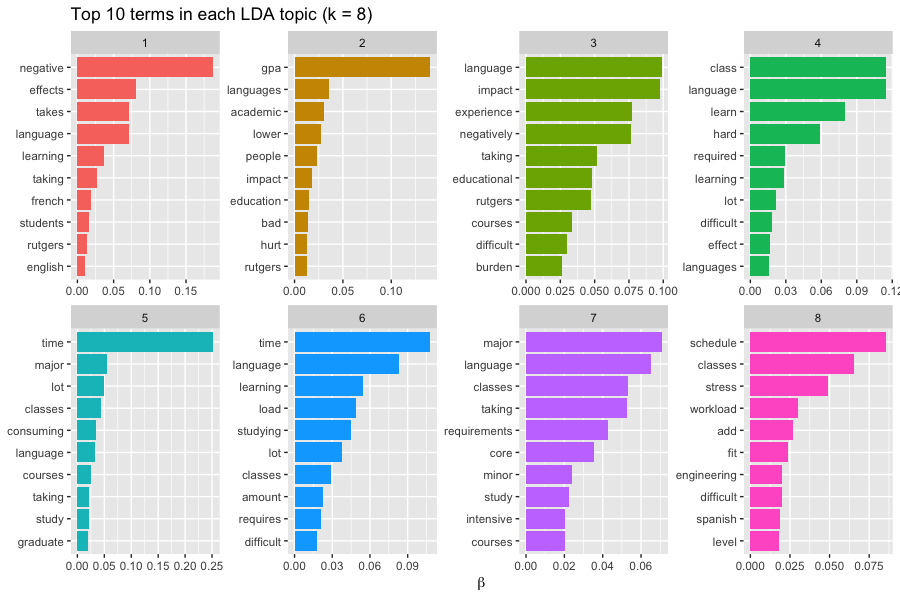 Top 10 terms in each LDA topic (k = 8)
1
negative
effects
takes
language
learning
taking
french
students
rutgers
english
0.00 0.05 0.10 0.15
2
gpa
languages
academic
lower
people
impact
education
bad
hurt
rutgers
0.00 0.05 0.10
3
language
impact
experience
negatively
taking
educational
rutgers
courses
difficult
burden
0.000 0.025 0.050 0.075 0.100
4
class
language
learn
hard
required
learning
lot
difficult
effect
languages
0.00 0.03 0.06 0.09 0.12
5
time
major
lot
classes
consuming
language
courses
taking
study
graduate
0.00 0.05 0.10 0.15 0.20 0.25
6
time
language
learning
load
studying
lot
classes
amount
requires
difficult
0.00 0.03 0.06 0.09
7
major
language
classes
taking
requirements
core
minor
study
intensive
courses
0.00 0.02 0.04 0.06
8
schedule
classes
stress
workload
add
fit
engineering
difficult
spanish
level
0.000 0.025 0.050 0.075
β